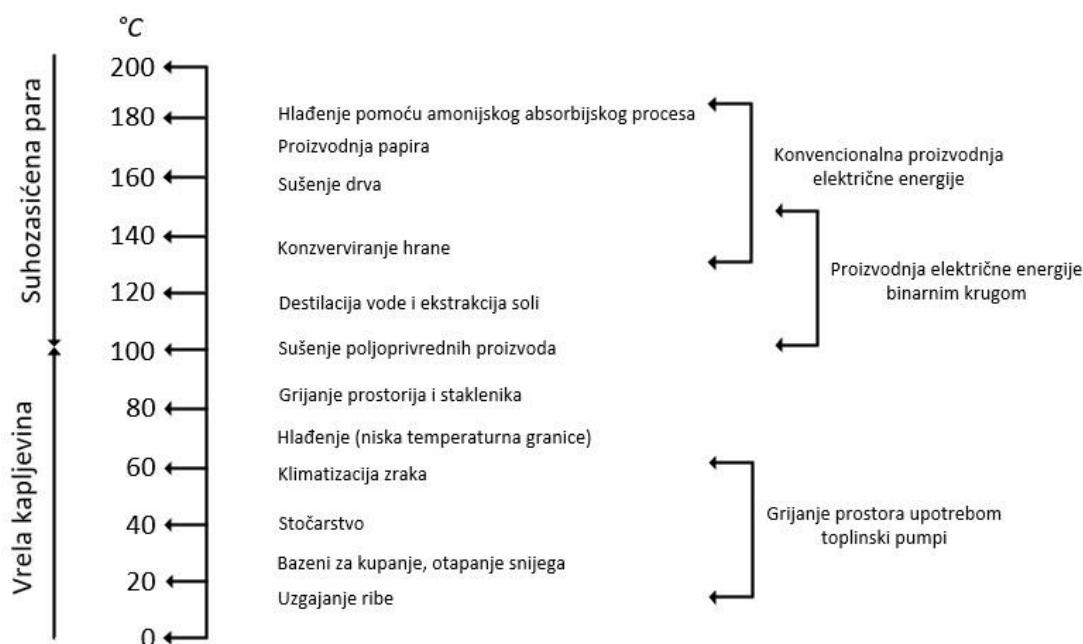 °C
200
180
160
140
120
100
80
60
40
20
0
Suhozasićena para
Vrela kapljevina
Hlađenje pomoću amonijskog absorbijskog procesa
Proizvodnja papira
Sušenje drva
Konzverviranje hrane
Destilacija vode i ekstrakcija soli
Sušenje poljoprivrednih proizvoda
Grijanje prostorija i staklenika
Hlađenje (niska temperaturna granice)
Klimatizacija zraka
Stočarstvo
Bazeni za kupanje, otapanje snijega
Uzgajanje ribe
Konvencionalna proizvodnja
električne energije
Proizvodnja električne energije
binarnim krugom
Grijanje prostora upotrebom
toplinski pumpi